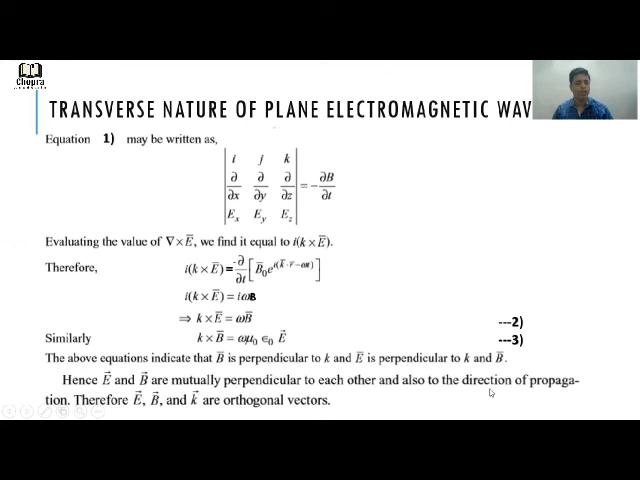 Chopra
TRANSVERSE NATURE OF PLANE ELECTROMAGNETIC WAV
Equation 1) may be written as,
| i j k |
| ∂/∂x ∂/∂y ∂/∂z | = -∂B/∂t
| Eₓ Eᵧ E_z |
Evaluating the value of ∇ × E̅, we find it equal to i(k × E̅).
Therefore, i(k × E̅) = -∂/∂t [B̅₀e^{i(k̅ · r̅ − ωt)}]
i(k × E̅) = iωB
⇒ k × E̅ = ωB̅ ---2)
Similarly k × B̅ = ωμ₀ ∈₀ E⃗ ---3)
The above equations indicate that B̅ is perpendicular to k and E̅ is perpendicular to k and B̅.
Hence E⃗ and B⃗ are mutually perpendicular to each other and also to the direction of propaga-
tion. Therefore E⃗, B⃗, and k⃗ are orthogonal vectors.